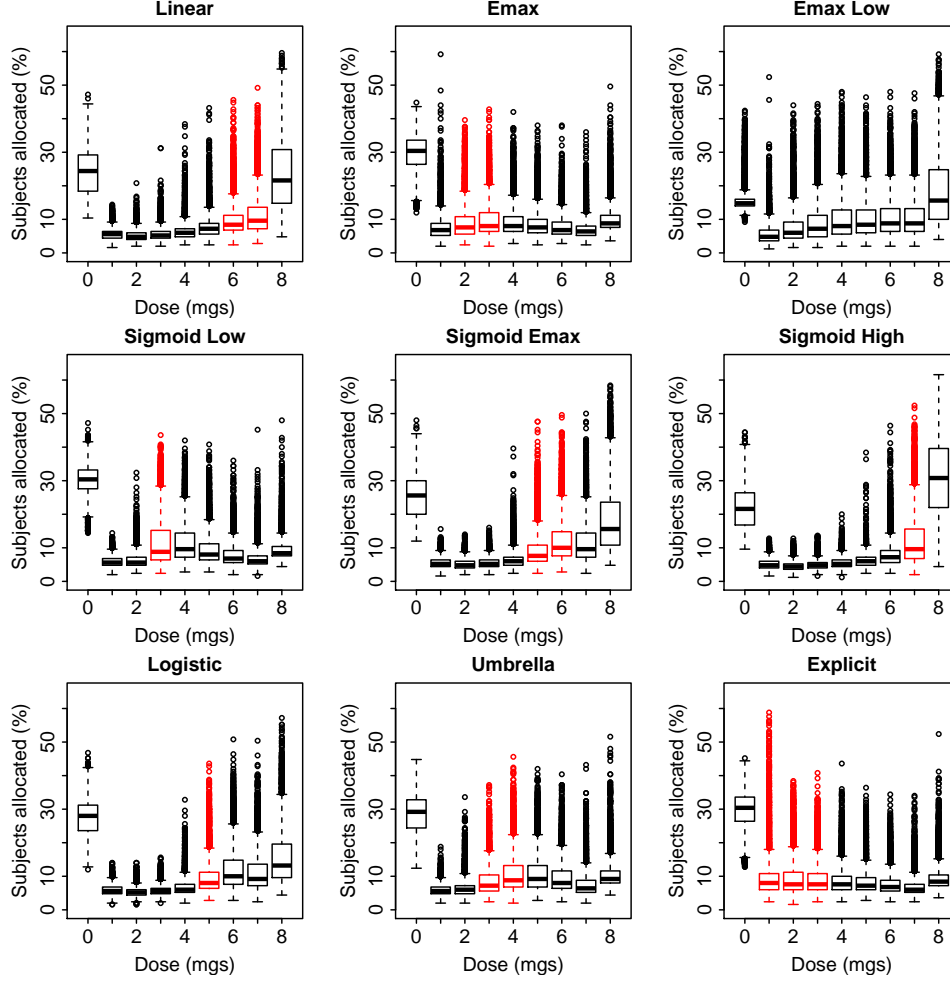 Linear
Subjects allocated (%)
50
30
10
0
0 2 4 6 8
Dose (mgs)
Emax
Subjects allocated (%)
50
30
10
0
0 2 4 6 8
Dose (mgs)
Emax Low
Subjects allocated (%)
50
30
10
0
0 2 4 6 8
Dose (mgs)
Sigmoid Low
Subjects allocated (%)
50
30
10
0
0 2 4 6 8
Dose (mgs)
Sigmoid Emax
Subjects allocated (%)
50
30
10
0
0 2 4 6 8
Dose (mgs)
Sigmoid High
Subjects allocated (%)
50
30
10
0
0 2 4 6 8
Dose (mgs)
Logistic
Subjects allocated (%)
50
30
10
0
0 2 4 6 8
Dose (mgs)
Umbrella
Subjects allocated (%)
50
30
10
0
0 2 4 6 8
Dose (mgs)
Explicit
Subjects allocated (%)
50
30
10
0
0 2 4 6 8
Dose (mgs)